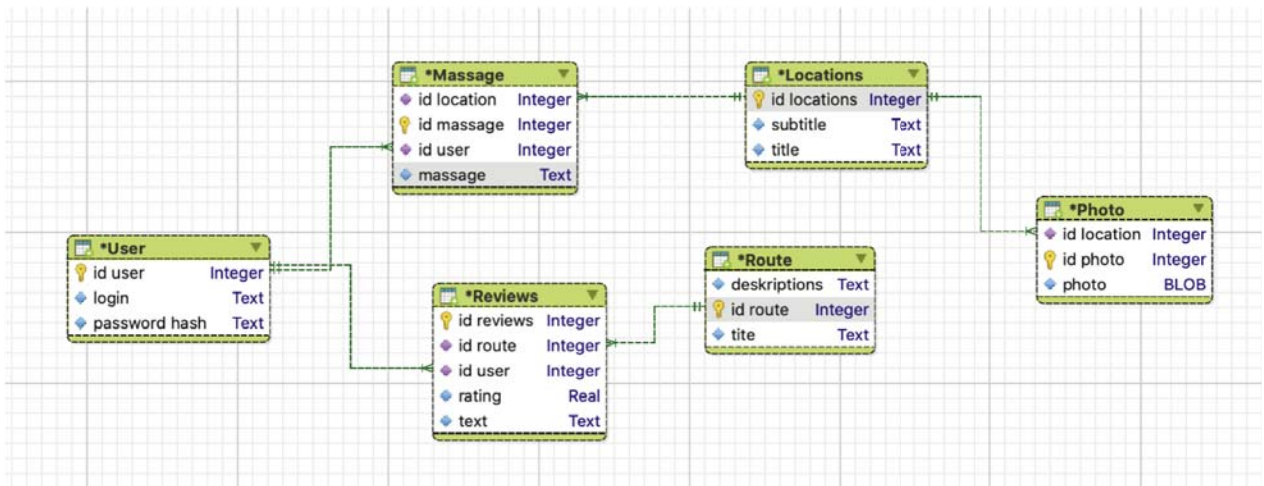 *Massage
id location Integer
id massage Integer
id user Integer
massage Text
*Locations
id locations Integer
subtitle Text
title Text
*Photo
id location Integer
id photo Integer
photo BLOB
*User
id user Integer
login Text
password hash Text
*Reviews
id reviews Integer
id route Integer
id user Integer
rating Real
text Text
*Route
deskriptions Text
id route Integer
tite Text